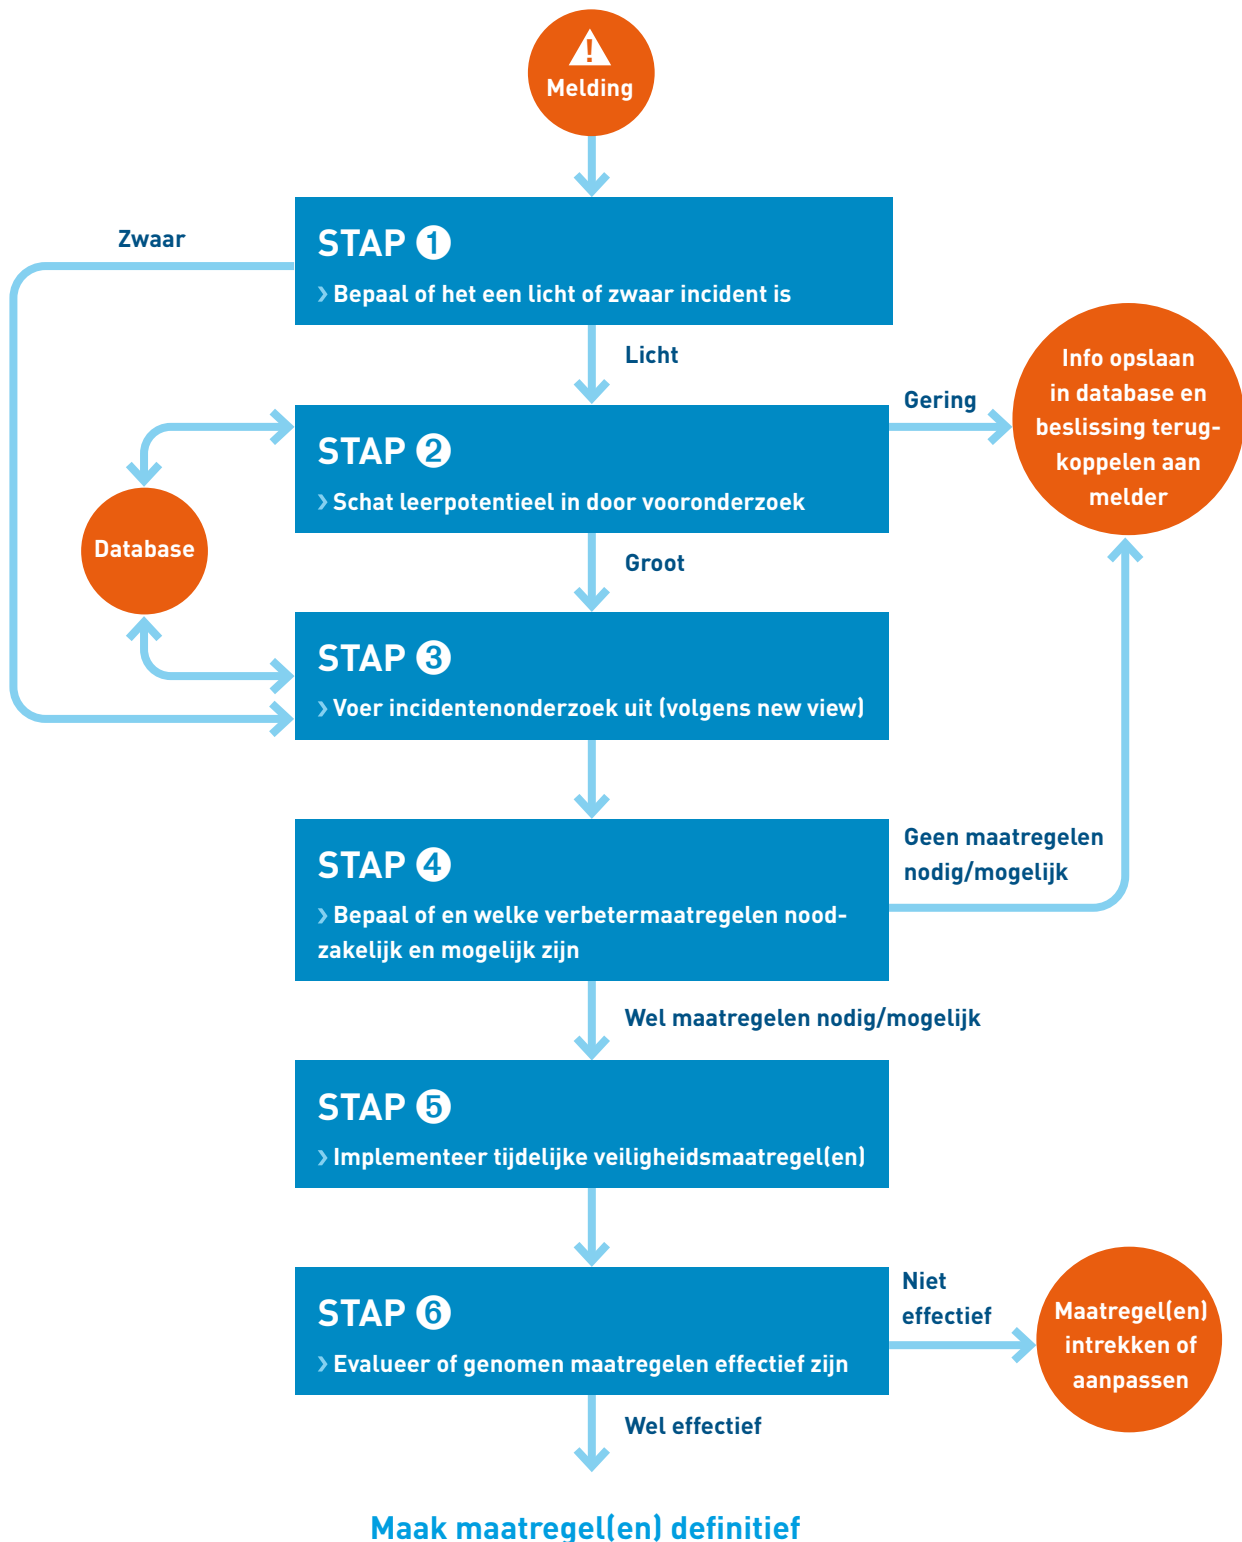 !
Melding
Zwaar
STAP 1
› Bepaal of het een licht of zwaar incident is
Licht
Gering
Info opslaan
in database en
beslissing terug-
koppelen aan
melder
STAP 2
› Schat leerpotentieel in door vooronderzoek
Database
Groot
STAP 3
› Voer incidentenonderzoek uit (volgens new view)
STAP 4
› Bepaal of en welke verbetermaatregelen nood-
zakelijk en mogelijk zijn
Geen maatregelen
nodig/mogelijk
Wel maatregelen nodig/mogelijk
STAP 5
› Implementeer tijdelijke veiligheidsmaatregel(en)
STAP 6
› Evalueer of genomen maatregelen effectief zijn
Niet
effectief
Maatregel(en)
intrekken of
aanpassen
Wel effectief
Maak maatregel(en) definitief